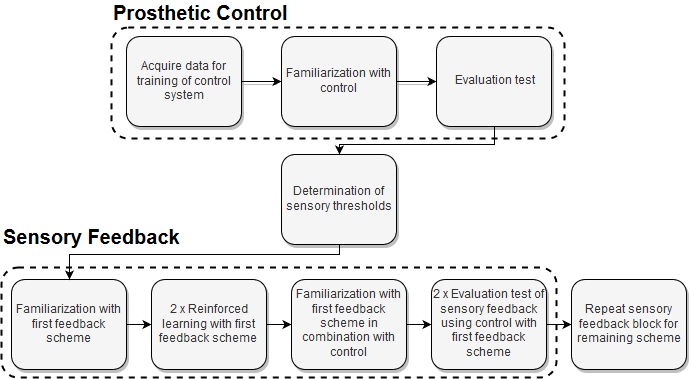 Prosthetic Control
Acquire data for
training of control
system
Familiarization with
control
Evaluation test
Determination of
sensory thresholds
Sensory Feedback
Familiarization with
first feedback
scheme
2 x Reinforced
learning with first
feedback scheme
Familiarization with
first feedback
scheme in
combination with
control
2 x Evaluation test of
sensory feedback
using control with
first feedback
scheme
Repeat sensory
feedback block for
remaining scheme